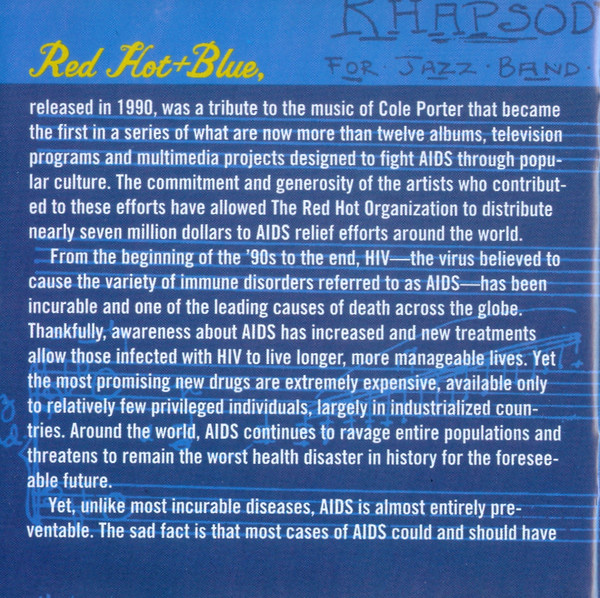 RHAPSOD
FOR · JAZZ · BAND ·
Red Hot+Blue,
released in 1990, was a tribute to the music of Cole Porter that became
the first in a series of what are now more than twelve albums, television
programs and multimedia projects designed to fight AIDS through popu-
lar culture. The commitment and generosity of the artists who contribut-
ed to these efforts have allowed The Red Hot Organization to distribute
nearly seven million dollars to AIDS relief efforts around the world.
From the beginning of the ’90s to the end, HIV—the virus believed to
cause the variety of immune disorders referred to as AIDS—has been
incurable and one of the leading causes of death across the globe.
Thankfully, awareness about AIDS has increased and new treatments
allow those infected with HIV to live longer, more manageable lives. Yet
the most promising new drugs are extremely expensive, available only
to relatively few privileged individuals, largely in industrialized coun-
tries. Around the world, AIDS continues to ravage entire populations and
threatens to remain the worst health disaster in history for the foresee-
able future.
Yet, unlike most incurable diseases, AIDS is almost entirely pre-
ventable. The sad fact is that most cases of AIDS could and should have